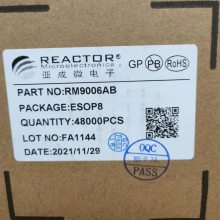 REACTOR®
Microelectronics
亚成微电子
GP Pb RoHS
PART NO:RM9006AB
PACKAGE:ESOP8
QUANTITY:48000PCS
LOT NO:FA1144
DATE:2021/11/29
OQC
PASS